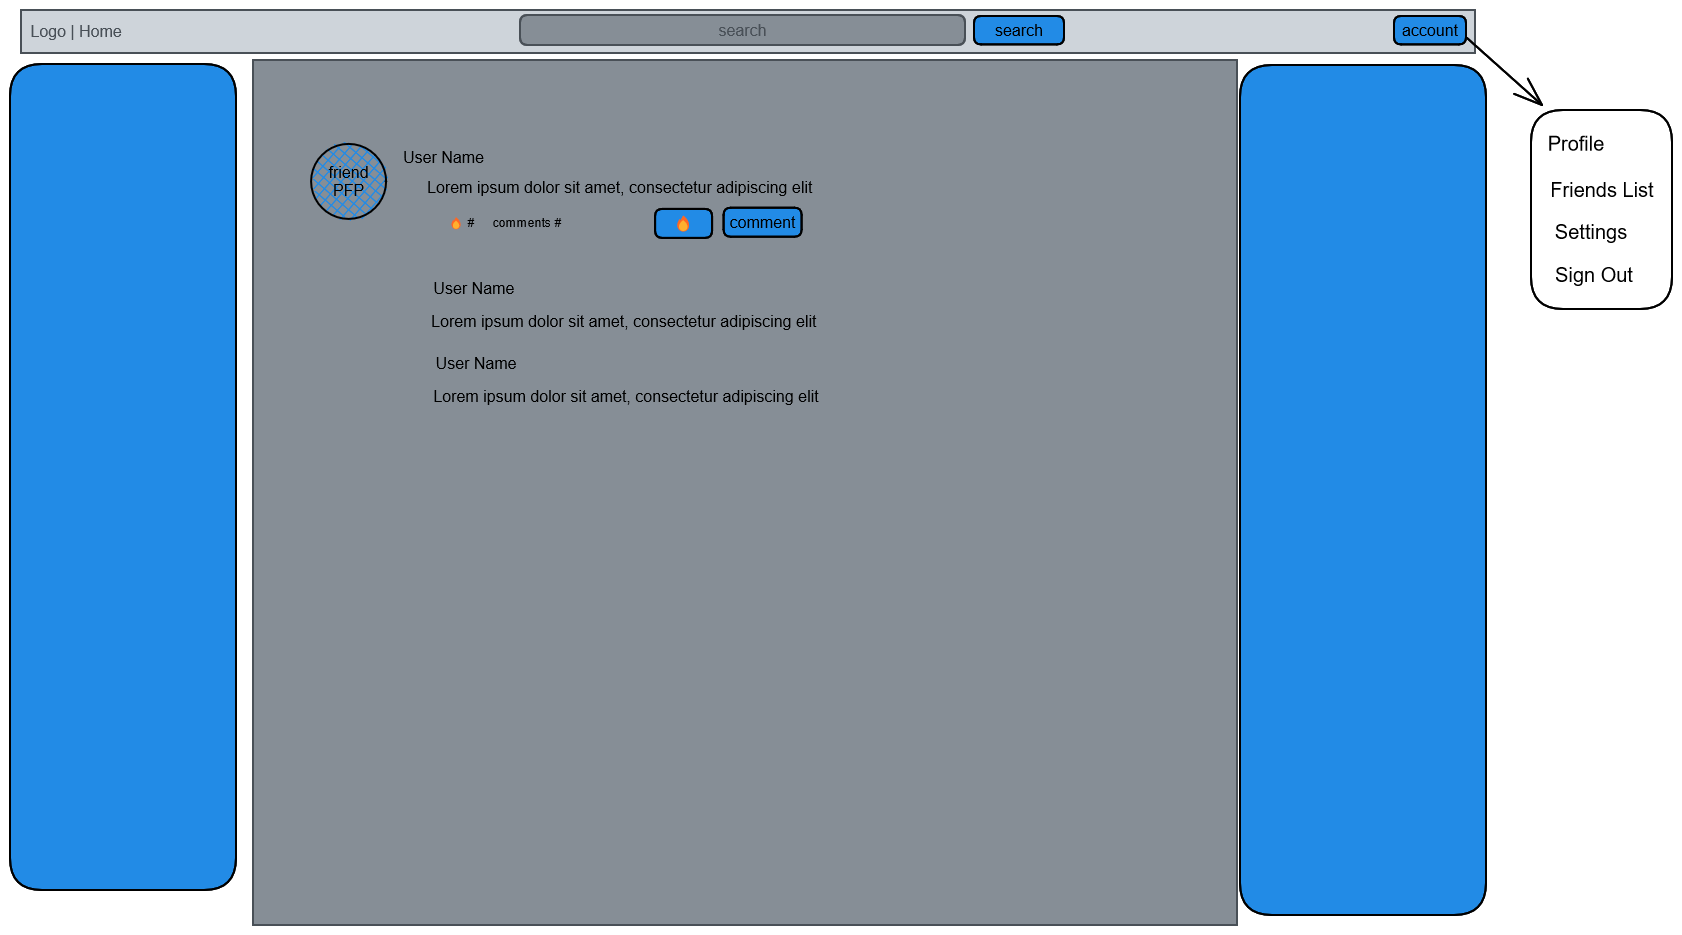 Logo | Home
search
search
account
Profile
Friends List
Settings
Sign Out
friend
PFP
User Name
Lorem ipsum dolor sit amet, consectetur adipiscing elit
🔥 # comments #
🔥
comment
User Name
Lorem ipsum dolor sit amet, consectetur adipiscing elit
User Name
Lorem ipsum dolor sit amet, consectetur adipiscing elit